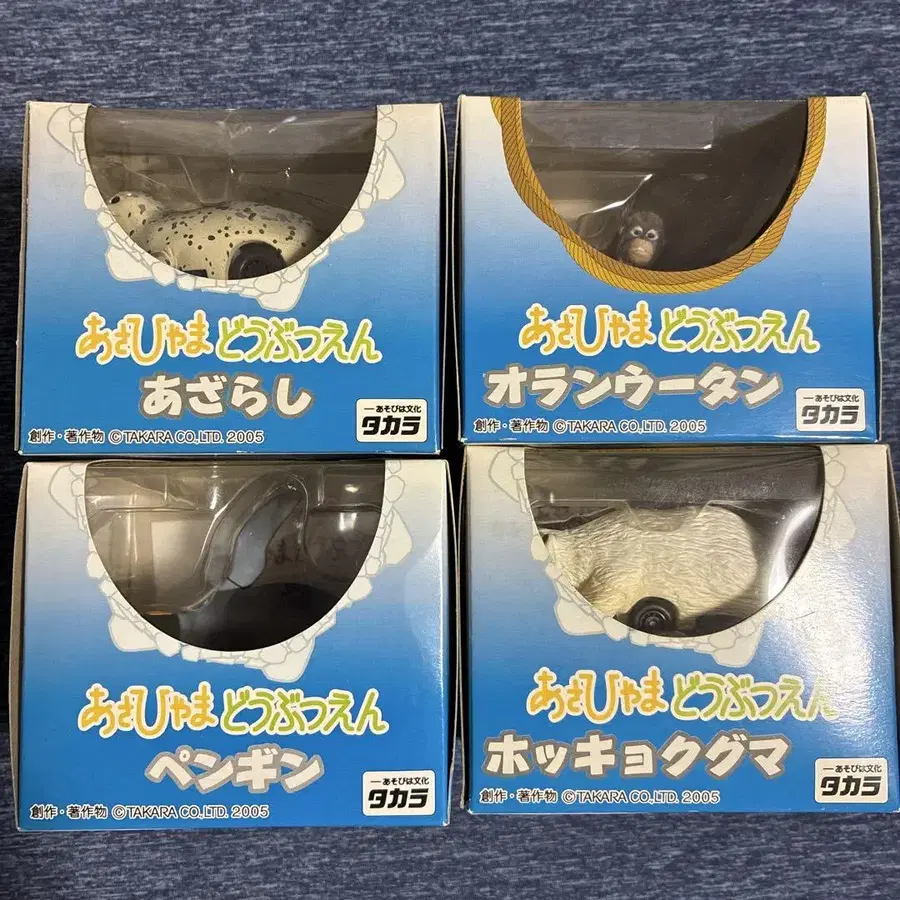 あさひやま どうぶつえん
あざらし
―あそびは文化
タカラ
創作・著作物 ©TAKARA CO.,LTD. 2005
あさひやま どうぶつえん
オランウータン
―あそびは文化
タカラ
創作・著作物 ©TAKARA CO.,LTD. 2005
あさひやま どうぶつえん
ペンギン
―あそびは文化
タカラ
創作・著作物 ©TAKARA CO.,LTD. 2005
あさひやま どうぶつえん
ホッキョクグマ
―あそびは文化
タカラ
創作・著作物 ©TAKARA CO.,LTD. 2005